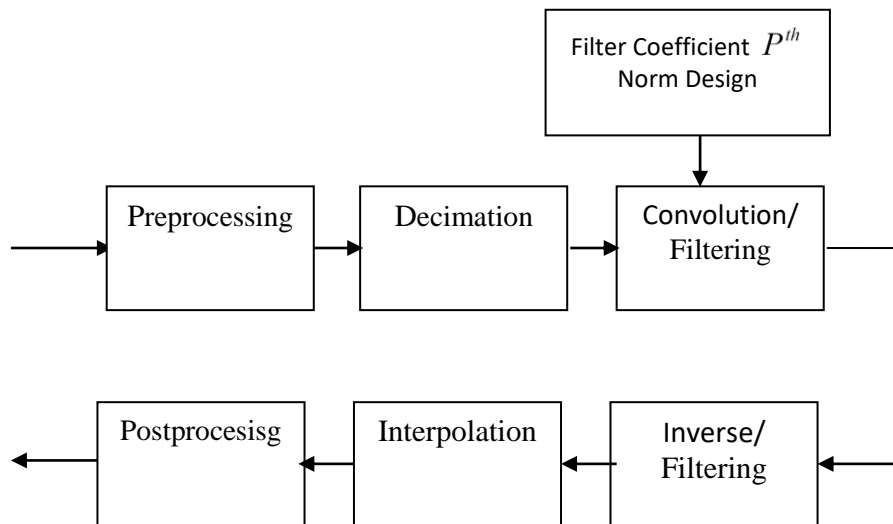 Filter Coefficient P^{th}
Norm Design
Preprocessing
Decimation
Convolution/
Filtering
Postprocesisg
Interpolation
Inverse/
Filtering